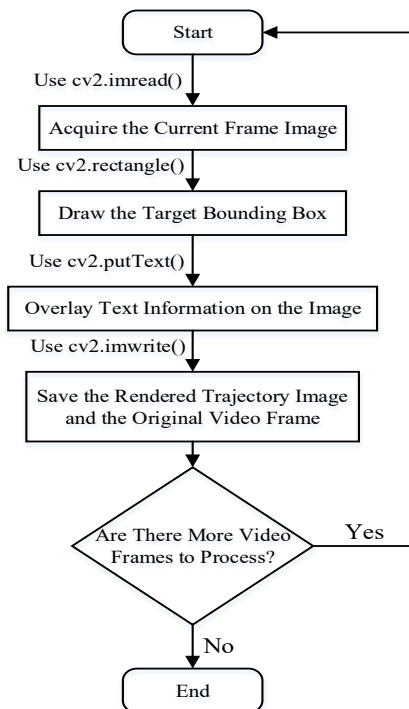 Start
Use cv2.imread()
Acquire the Current Frame Image
Use cv2.rectangle()
Draw the Target Bounding Box
Use cv2.putText()
Overlay Text Information on the Image
Use cv2.imwrite()
Save the Rendered Trajectory Image
and the Original Video Frame
Are There More Video
Frames to Process?
Yes
No
End